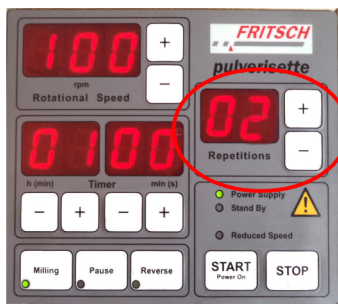 100
rpm
Rotational Speed
+
−
FRITSCH
pulverisette
02
Repetitions
+
−
01 00
h (min) Timer min (s)
− + − +
Power Supply
Stand By
Reduced Speed
Milling Pause Reverse
START
Power On
STOP